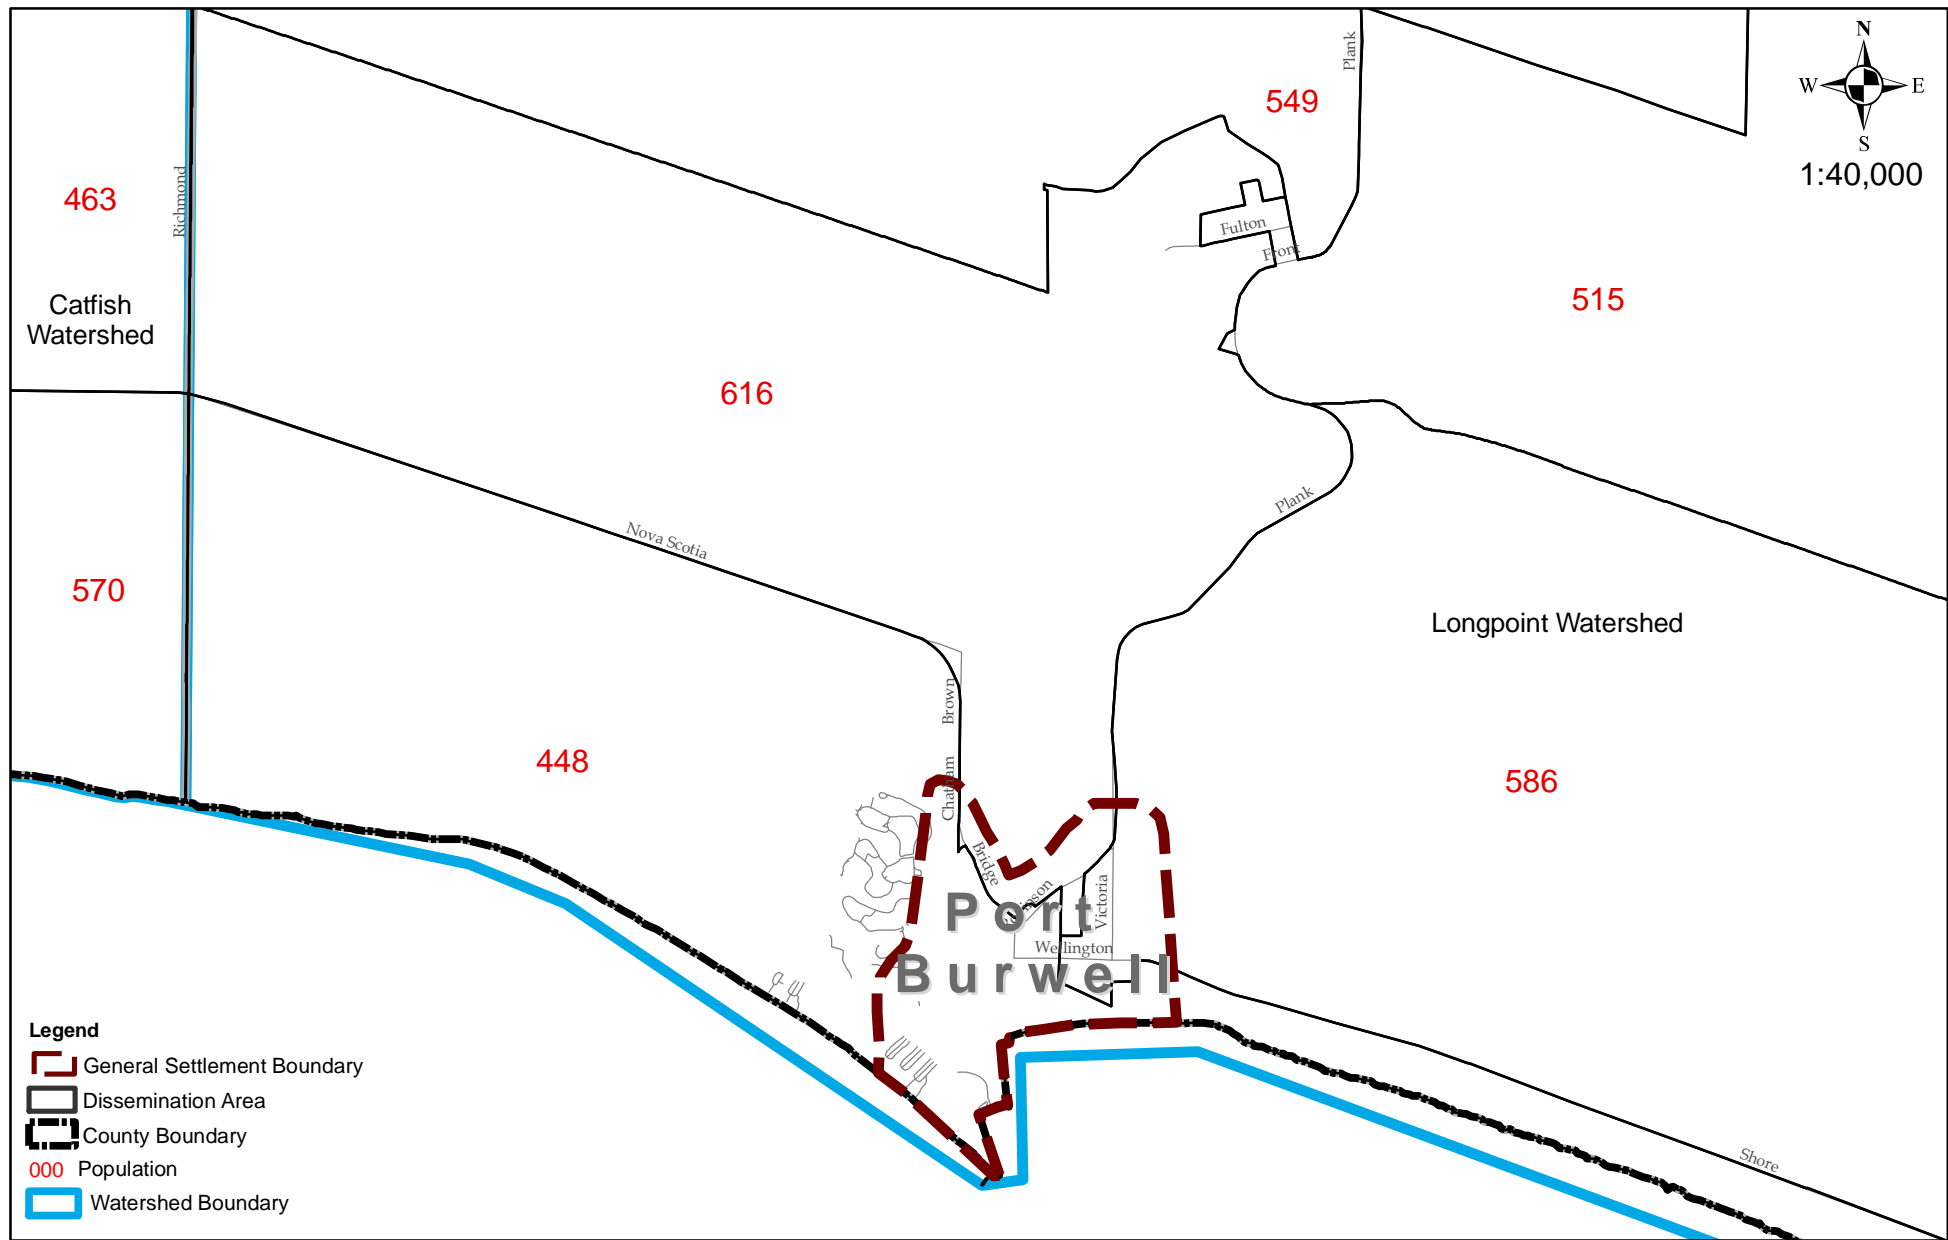 N
W E
S
1:40,000
Plank
549
463
Richmond
Fulton
Front
Catfish
Watershed
515
616
Plank
Nova Scotia
570
Longpoint Watershed
Brown
Chatham
448
586
Bridge
Victoria
Port
Wellington
Burwell
Shore
Legend
General Settlement Boundary
Dissemination Area
County Boundary
000 Population
Watershed Boundary